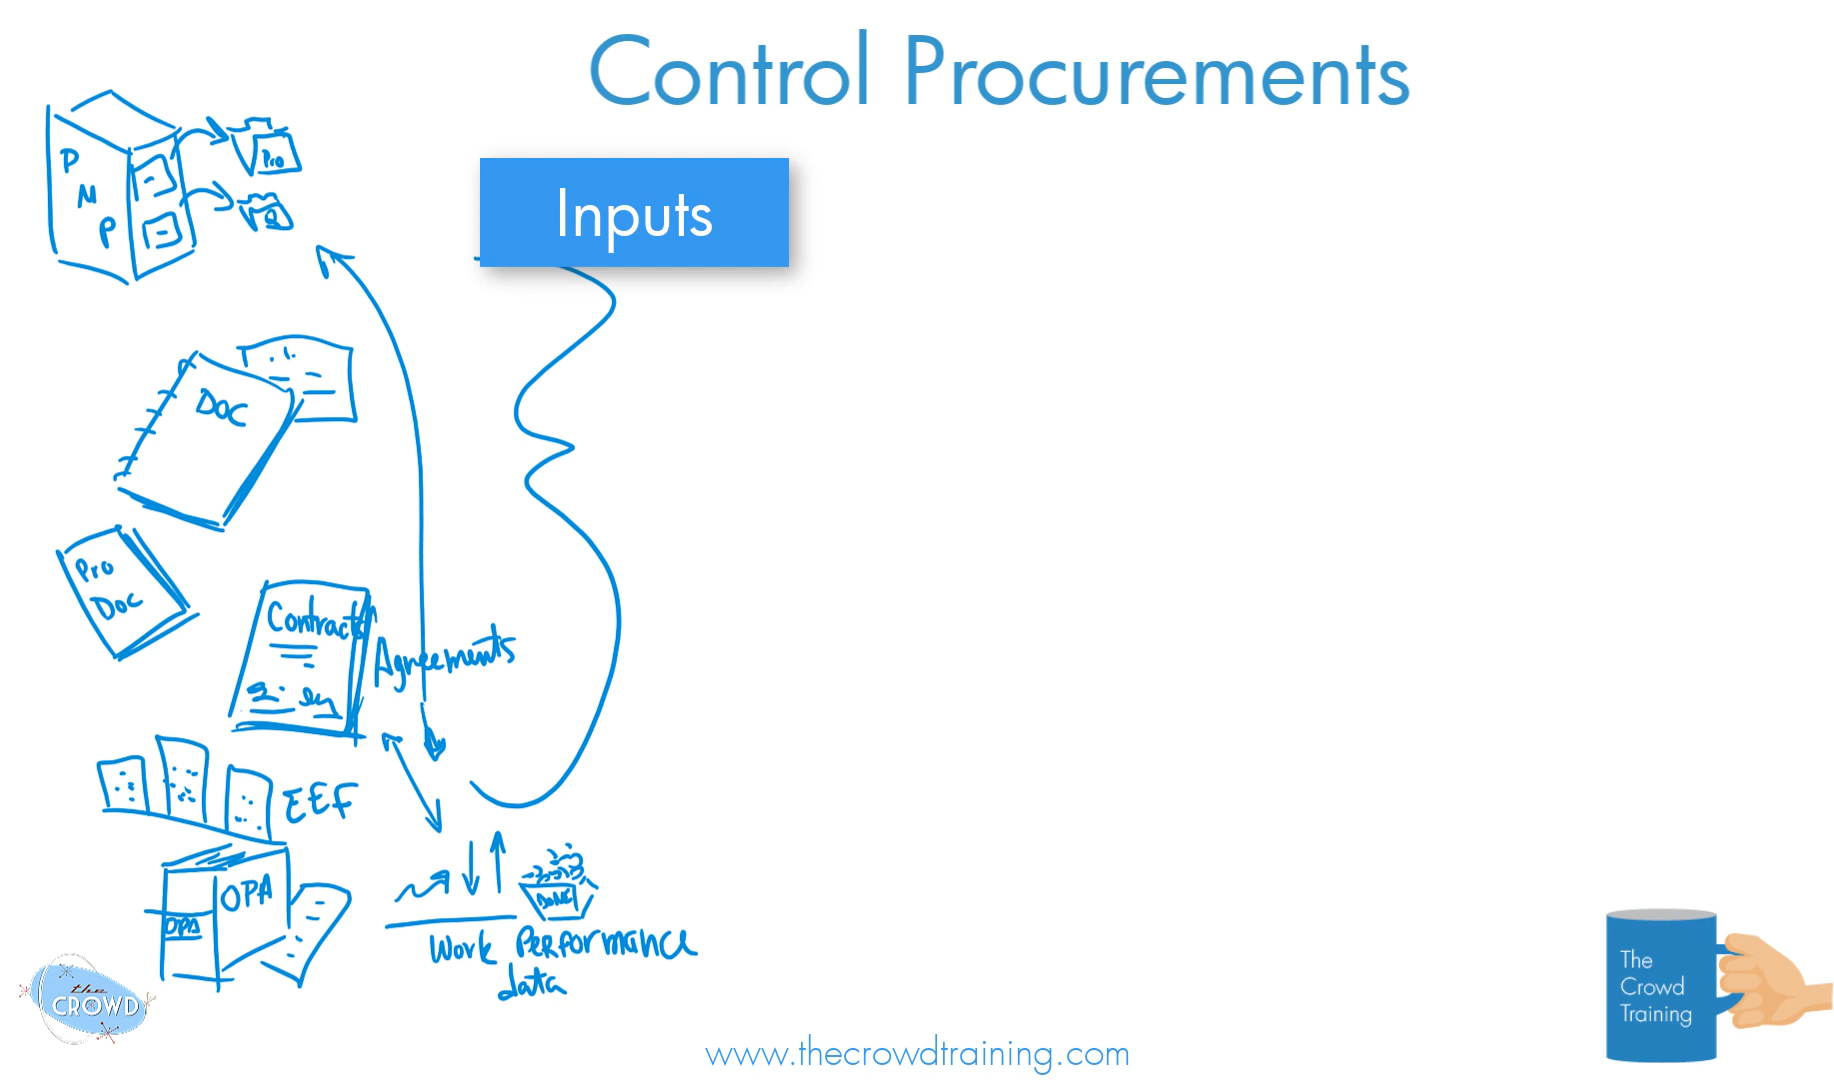 Control Procurements
Inputs
P
M
P
Pro
Q
DOC
Pro
Doc
Contracts
Agreements
EEF
OPA
OPA
DONE
Work Performance
data
the
CROWD
The
Crowd
Training
www.thecrowdtraining.com